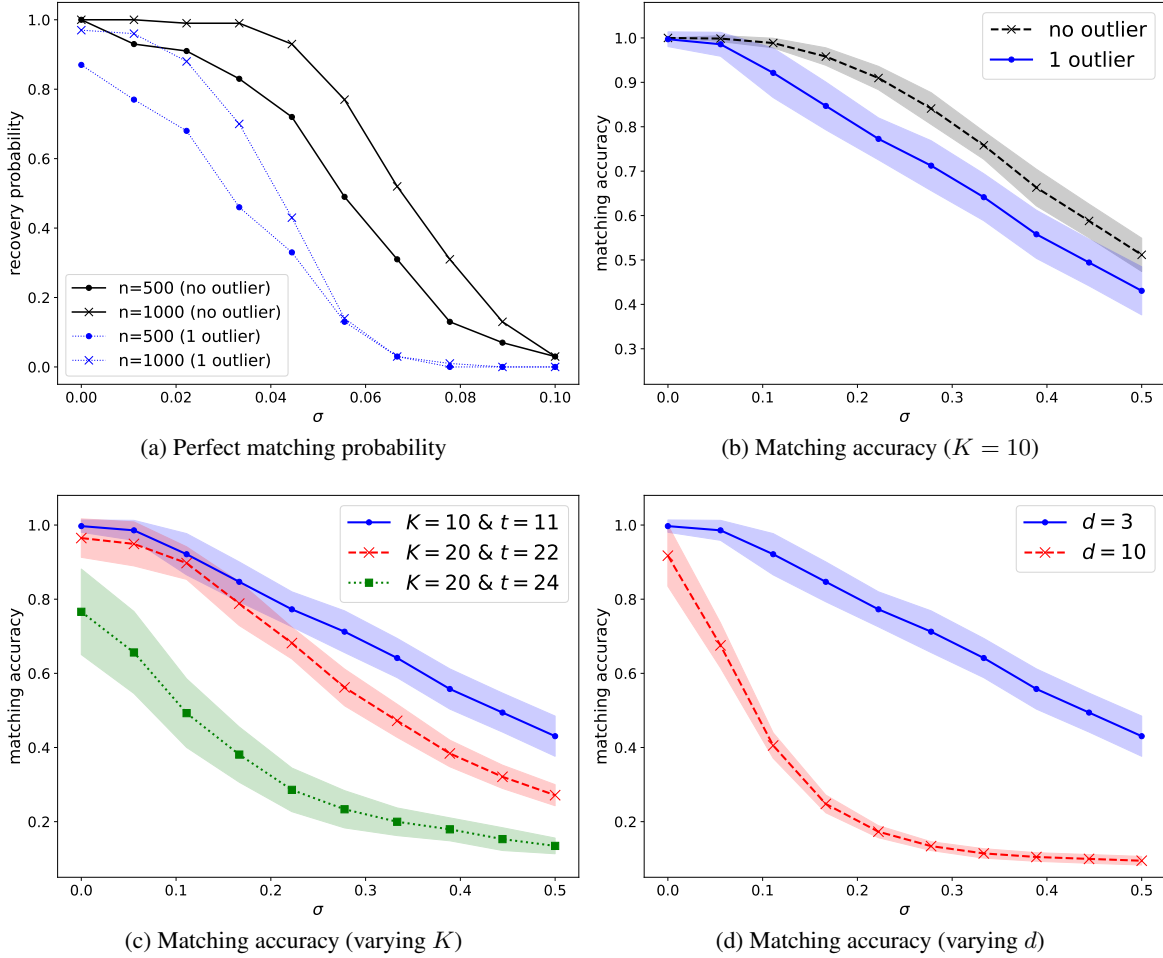 1.0
0.8
0.6
0.4
0.2
0.0
recovery probability
n=500 (no outlier)
n=1000 (no outlier)
n=500 (1 outlier)
n=1000 (1 outlier)
0.00 0.02 0.04 0.06 0.08 0.10
σ
(a) Perfect matching probability
1.0
0.9
0.8
0.7
0.6
0.5
0.4
0.3
matching accuracy
no outlier
1 outlier
0.0 0.1 0.2 0.3 0.4 0.5
σ
(b) Matching accuracy (K = 10)
1.0
0.8
0.6
0.4
0.2
matching accuracy
K = 10 & t = 11
K = 20 & t = 22
K = 20 & t = 24
0.0 0.1 0.2 0.3 0.4 0.5
σ
(c) Matching accuracy (varying K)
1.0
0.8
0.6
0.4
0.2
matching accuracy
d = 3
d = 10
0.0 0.1 0.2 0.3 0.4 0.5
σ
(d) Matching accuracy (varying d)